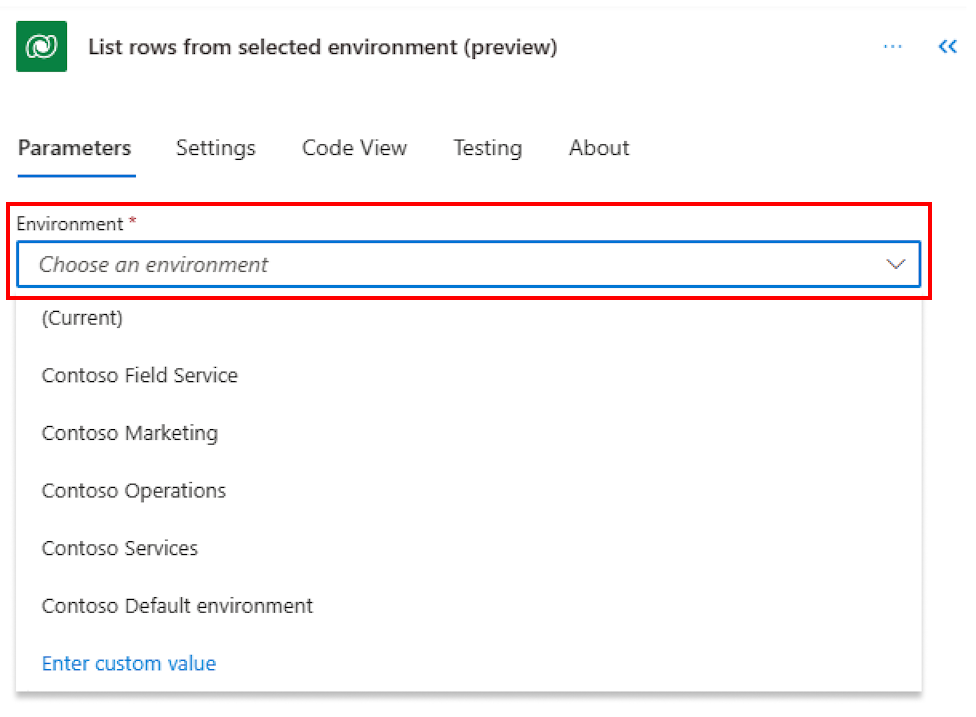 List rows from selected environment (preview)
Parameters Settings Code View Testing About
Environment *
Choose an environment
(Current)
Contoso Field Service
Contoso Marketing
Contoso Operations
Contoso Services
Contoso Default environment
Enter custom value